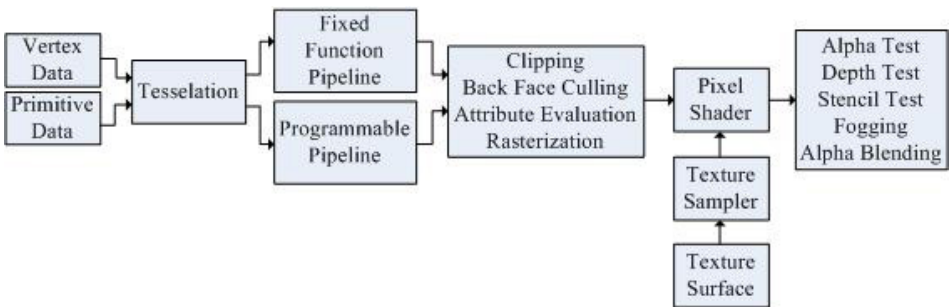 Vertex
Data
Primitive
Data
Tesselation
Fixed
Function
Pipeline
Programmable
Pipeline
Clipping
Back Face Culling
Attribute Evaluation
Rasterization
Pixel
Shader
Texture
Sampler
Texture
Surface
Alpha Test
Depth Test
Stencil Test
Fogging
Alpha Blending